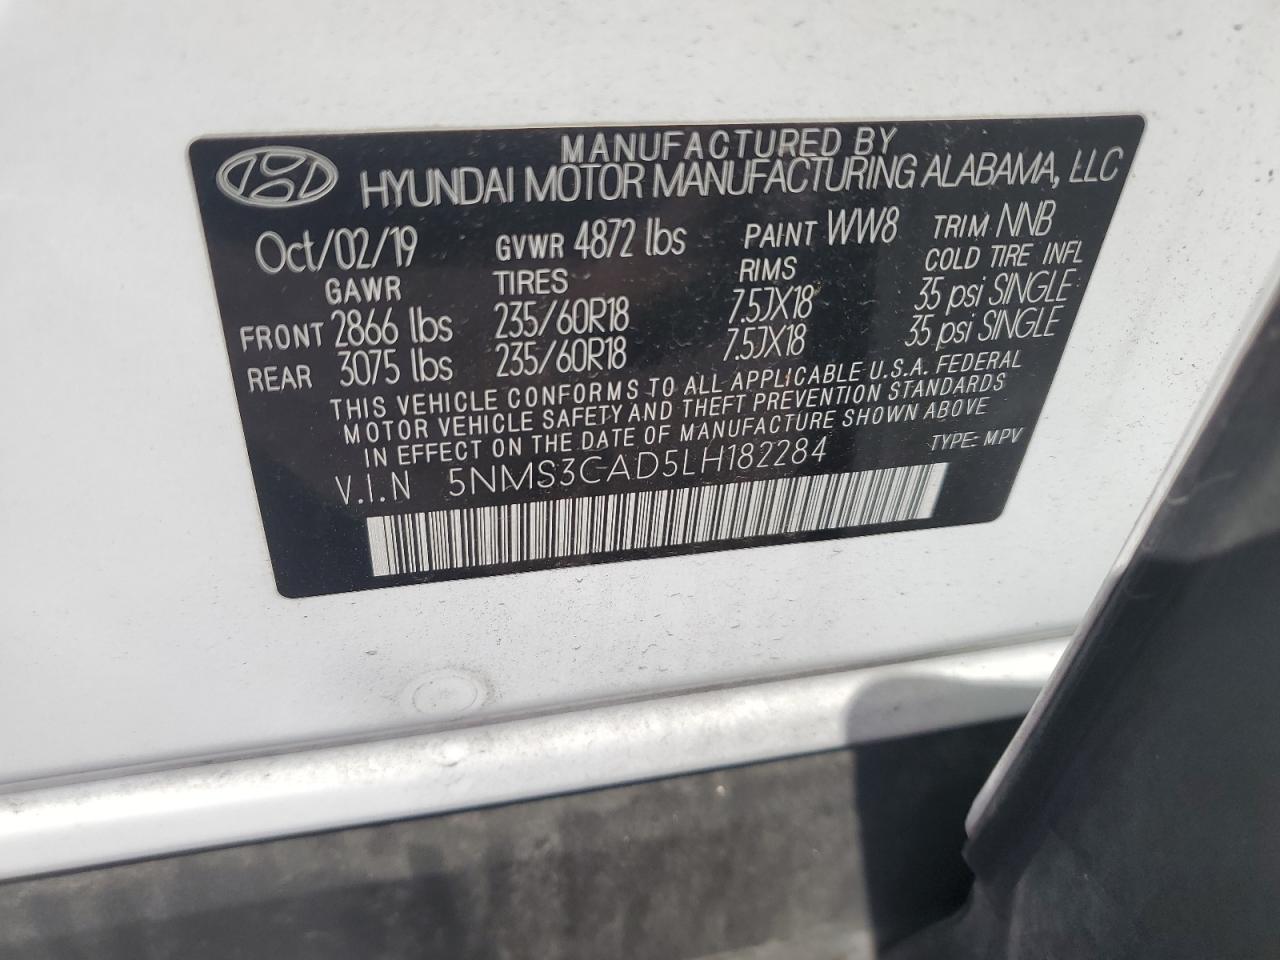 MANUFACTURED BY
HYUNDAI MOTOR MANUFACTURING ALABAMA, LLC
Oct/02/19 GVWR 4872 lbs PAINT WW8 TRIM NNB
GAWR TIRES RIMS COLD TIRE INFL
FRONT 2866 lbs 235/60R18 7.5JX18 35 psi SINGLE
REAR 3075 lbs 235/60R18 7.5JX18 35 psi SINGLE
THIS VEHICLE CONFORMS TO ALL APPLICABLE U.S.A. FEDERAL
MOTOR VEHICLE SAFETY AND THEFT PREVENTION STANDARDS
IN EFFECT ON THE DATE OF MANUFACTURE SHOWN ABOVE
V.I.N 5NMS3CAD5LH182284 TYPE: MPV